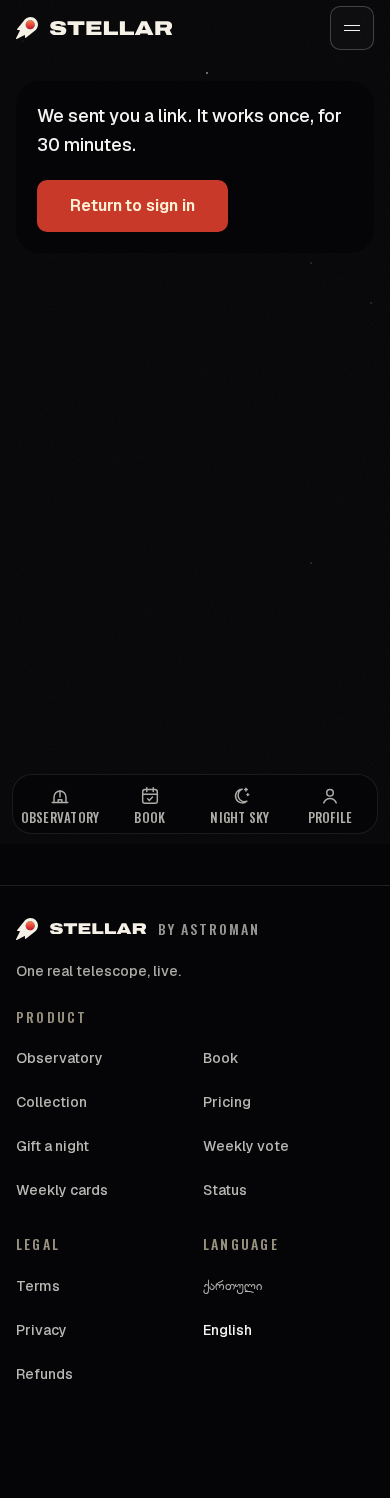 STELLAR
We sent you a link. It works once, for
30 minutes.
Return to sign in
OBSERVATORY
BOOK
NIGHT SKY
PROFILE
STELLAR BY ASTROMAN
One real telescope, live.
PRODUCT
Observatory
Book
Collection
Pricing
Gift a night
Weekly vote
Weekly cards
Status
LEGAL
LANGUAGE
Terms
ქართული
Privacy
English
Refunds